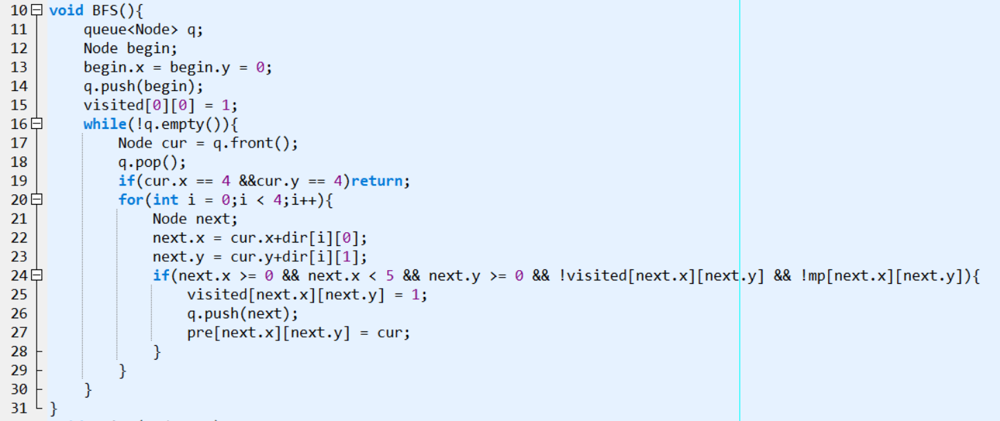 10 void BFS(){
11 queue<Node> q;
12 Node begin;
13 begin.x = begin.y = 0;
14 q.push(begin);
15 visited[0][0] = 1;
16 while(!q.empty()){
17 Node cur = q.front();
18 q.pop();
19 if(cur.x == 4 &&cur.y == 4)return;
20 for(int i = 0;i < 4;i++){
21 Node next;
22 next.x = cur.x+dir[i][0];
23 next.y = cur.y+dir[i][1];
24 if(next.x >= 0 && next.x < 5 && next.y >= 0 && !visited[next.x][next.y] && !mp[next.x][next.y]){
25 visited[next.x][next.y] = 1;
26 q.push(next);
27 pre[next.x][next.y] = cur;
28 }
29 }
30 }
31 }